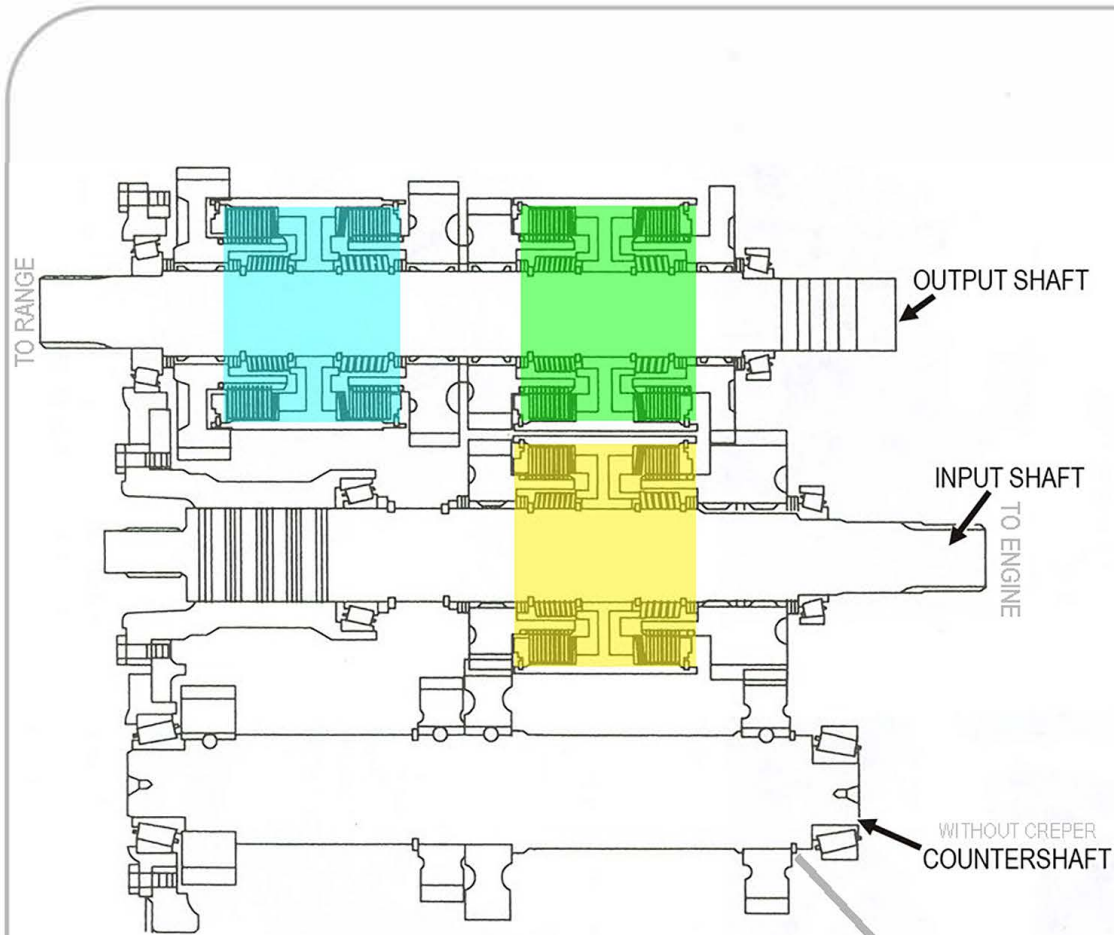 TO RANGE
OUTPUT SHAFT
INPUT SHAFT
TO ENGINE
WITHOUT CREPER
COUNTERSHAFT